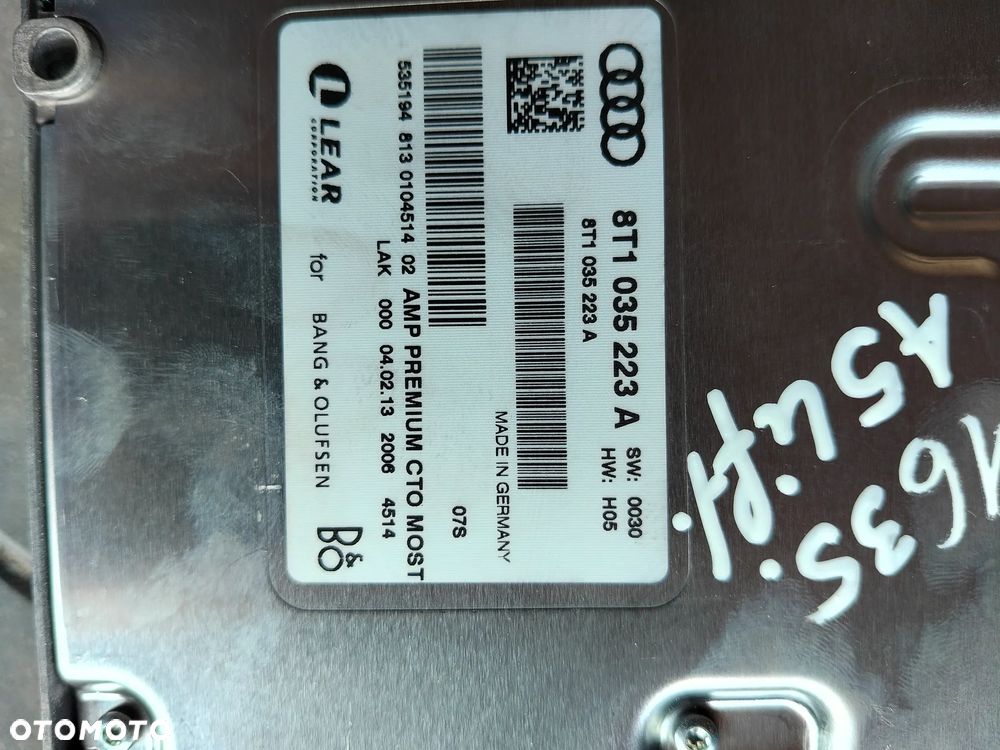 8T1 035 223 A SW: 0030
8T1 035 223 A HW: H05
MADE IN GERMANY
07S
535194 813 0104514 02 AMP PREMIUM CTO MOST
LAK 000 04.02.13 2006 4514
L LEAR
CORPORATION
for BANG & OLUFSEN B&O
1635
A5 Lift
OTOMOTO